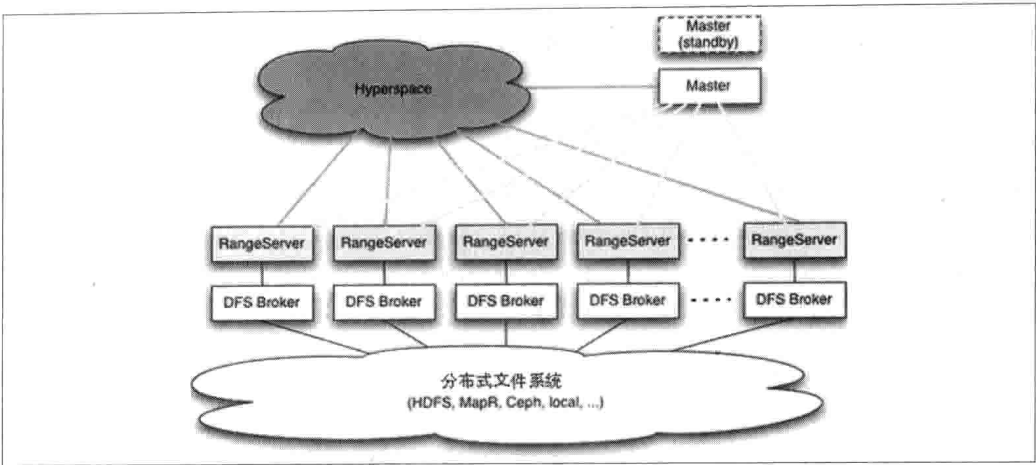 Master
(standby)
Hyperspace
Master
RangeServer
RangeServer
RangeServer
RangeServer
RangeServer
DFS Broker
DFS Broker
DFS Broker
DFS Broker
DFS Broker
分布式文件系统
(HDFS, MapR, Ceph, local, ...)